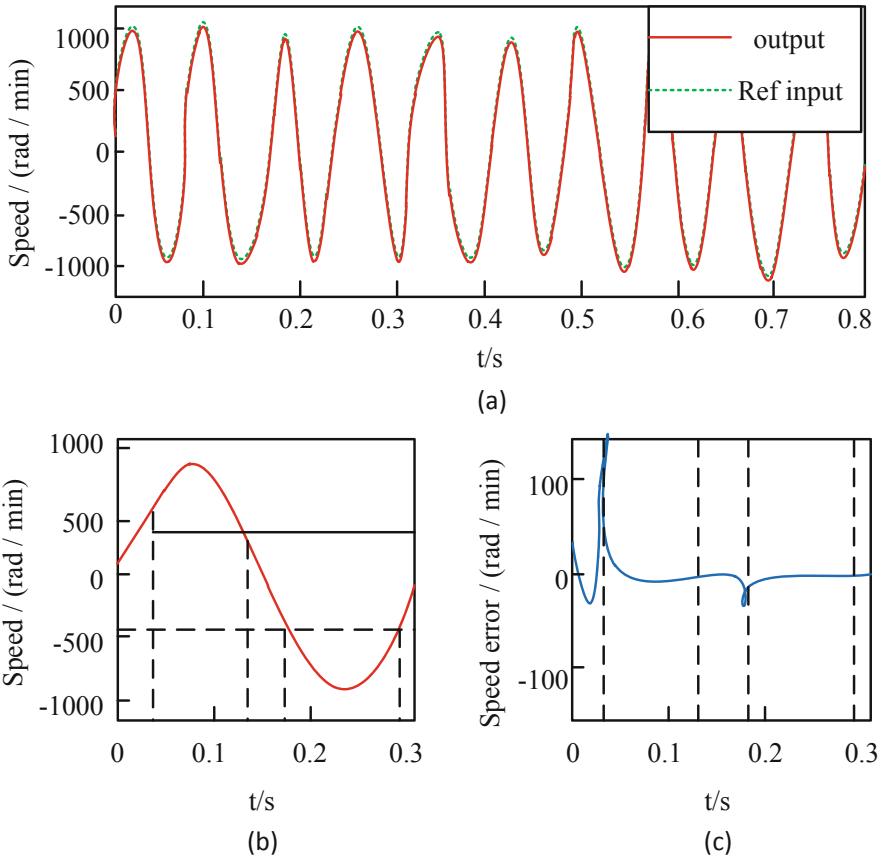 Speed / (rad / min)
1000
500
0
-500
-1000
output
Ref input
0 0.1 0.2 0.3 0.4 0.5 0.6 0.7 0.8
t/s
(a)
Speed / (rad / min)
1000
500
0
-500
-1000
0 0.1 0.2 0.3
t/s
(b)
Speed error / (rad / min)
100
0
-100
0 0.1 0.2 0.3
t/s
(c)